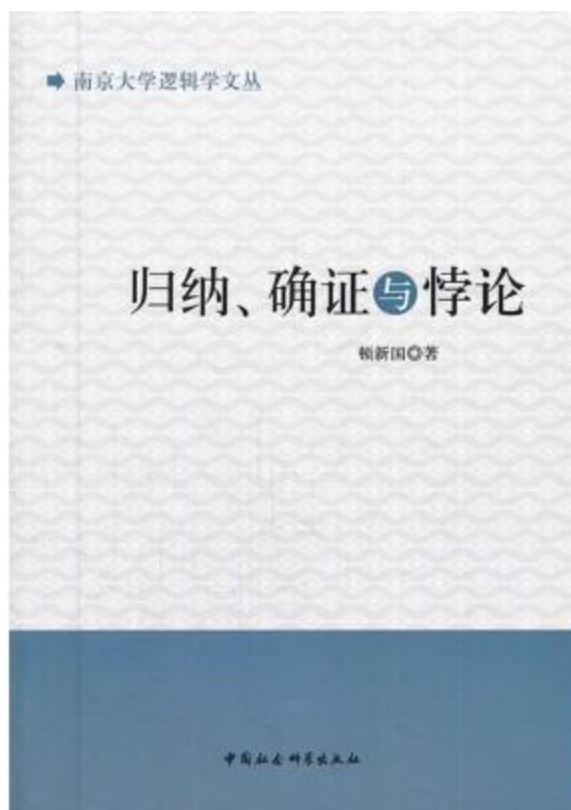 南京大学逻辑学文丛
归纳、确证与悖论
顿新国◎著
中国社会科学出版社